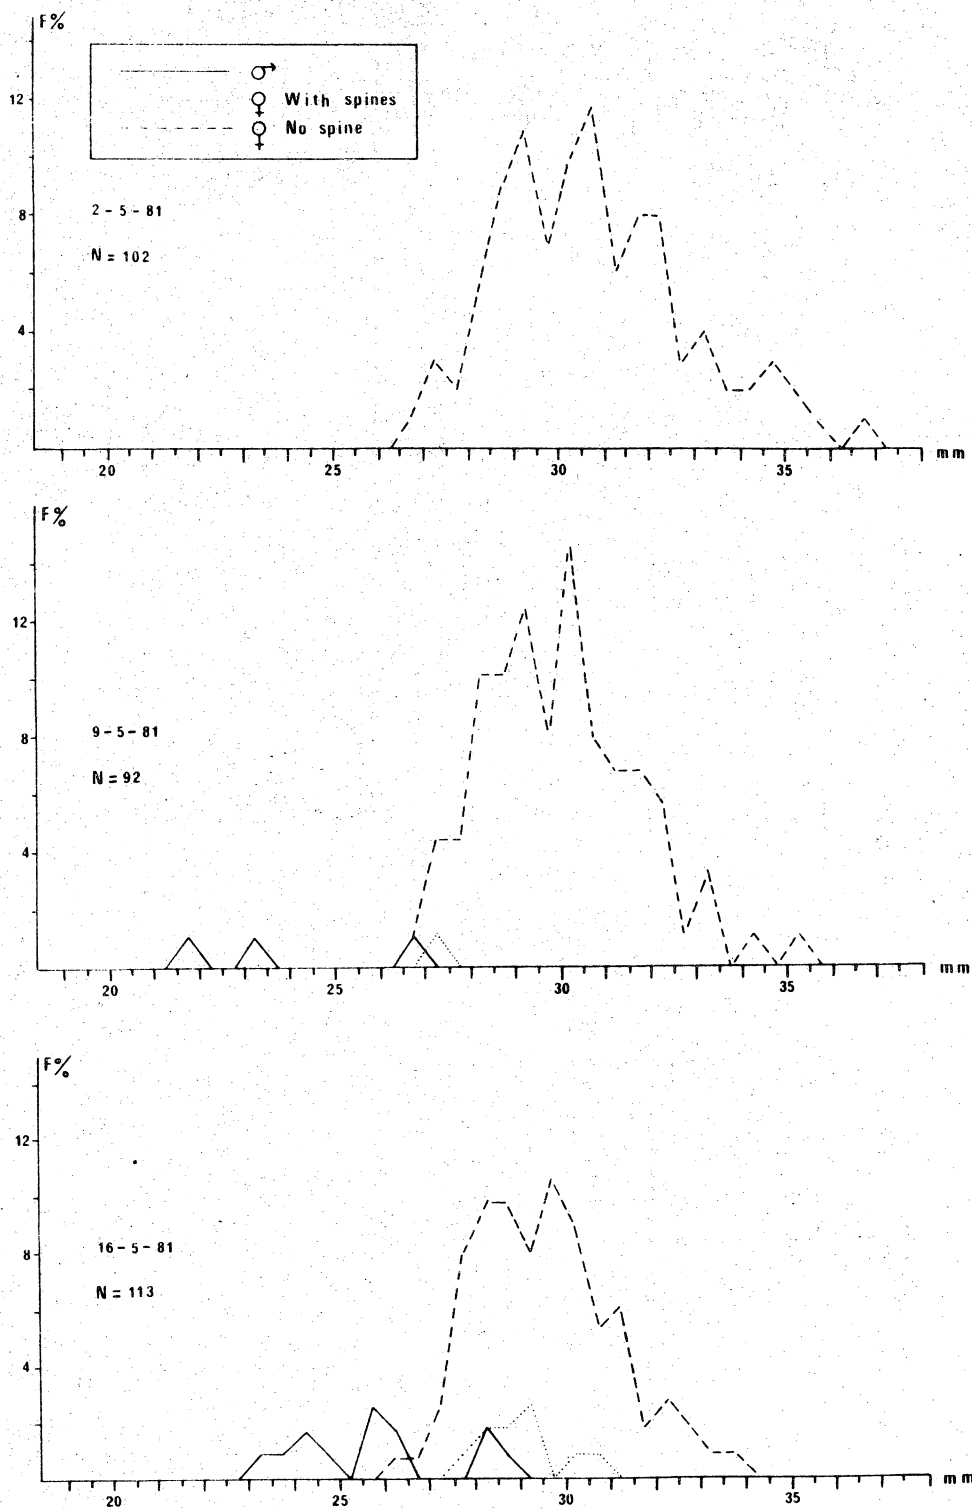 F%
♂
♀ With spines
♀ No spine
12
8
4
2-5-81
N = 102
20 25 30 35 mm
F%
12
8
4
9-5-81
N = 92
20 25 30 35 mm
F%
12
8
4
16-5-81
N = 113
20 25 30 35 mm